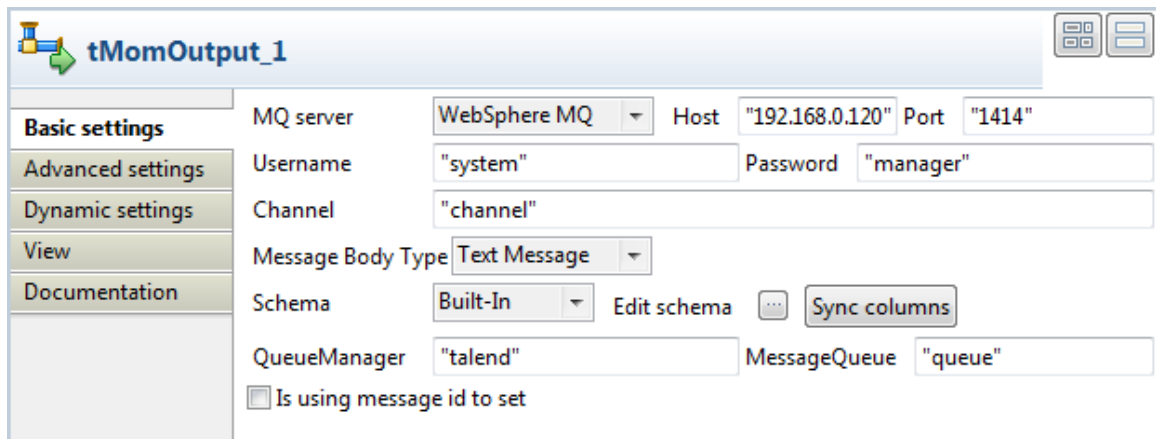 tMomOutput_1
Basic settings
Advanced settings
Dynamic settings
View
Documentation
MQ server WebSphere MQ Host "192.168.0.120" Port "1414"
Username "system" Password "manager"
Channel "channel"
Message Body Type Text Message
Schema Built-In Edit schema ... Sync columns
QueueManager "talend" MessageQueue "queue"
Is using message id to set